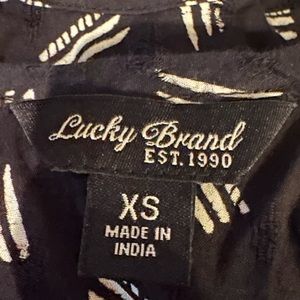 Lucky Brand
EST. 1990
XS
MADE IN
INDIA